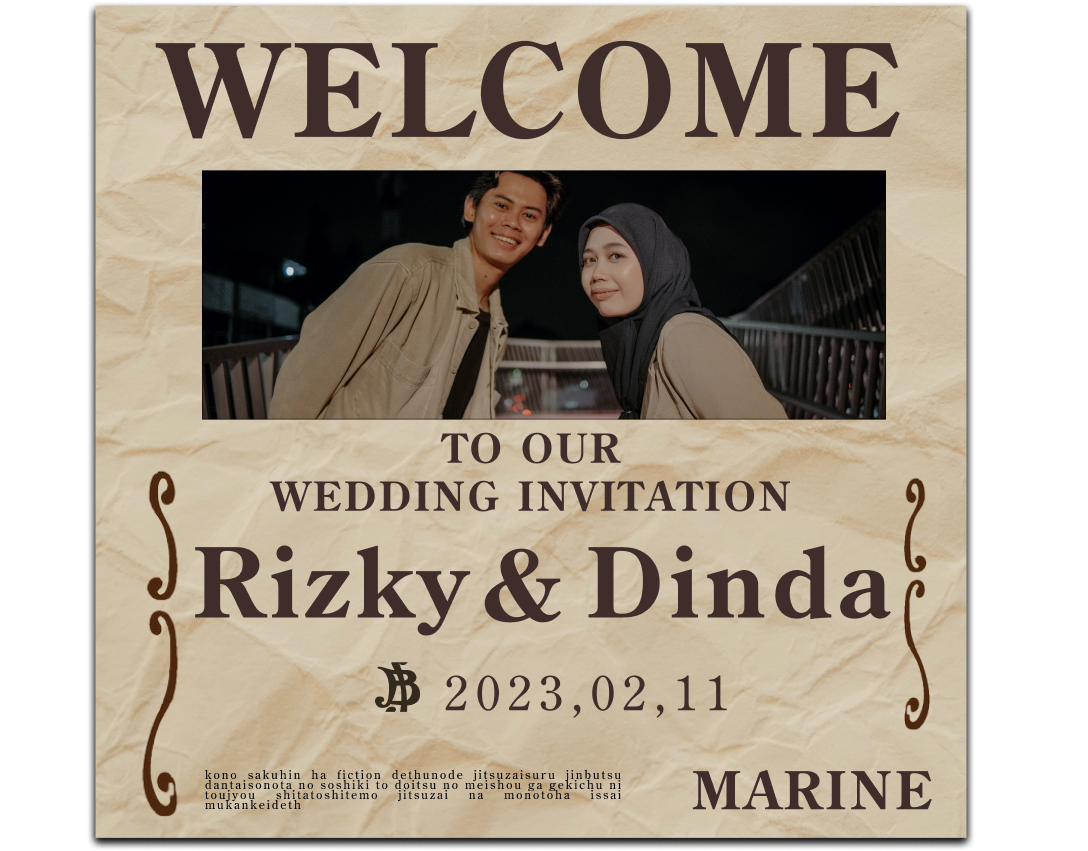 WELCOME
TO OUR
WEDDING INVITATION
Rizky & Dinda
2023,02,11
kono sakuhin ha fiction dethunode jitsuzaisuru jinbutsu
dantaisonota no soshiki to doitsu no meishou ga gekichu ni
toujyou shitatoshitemo jitsuzai na monotoha issai
mukankeideth
MARINE